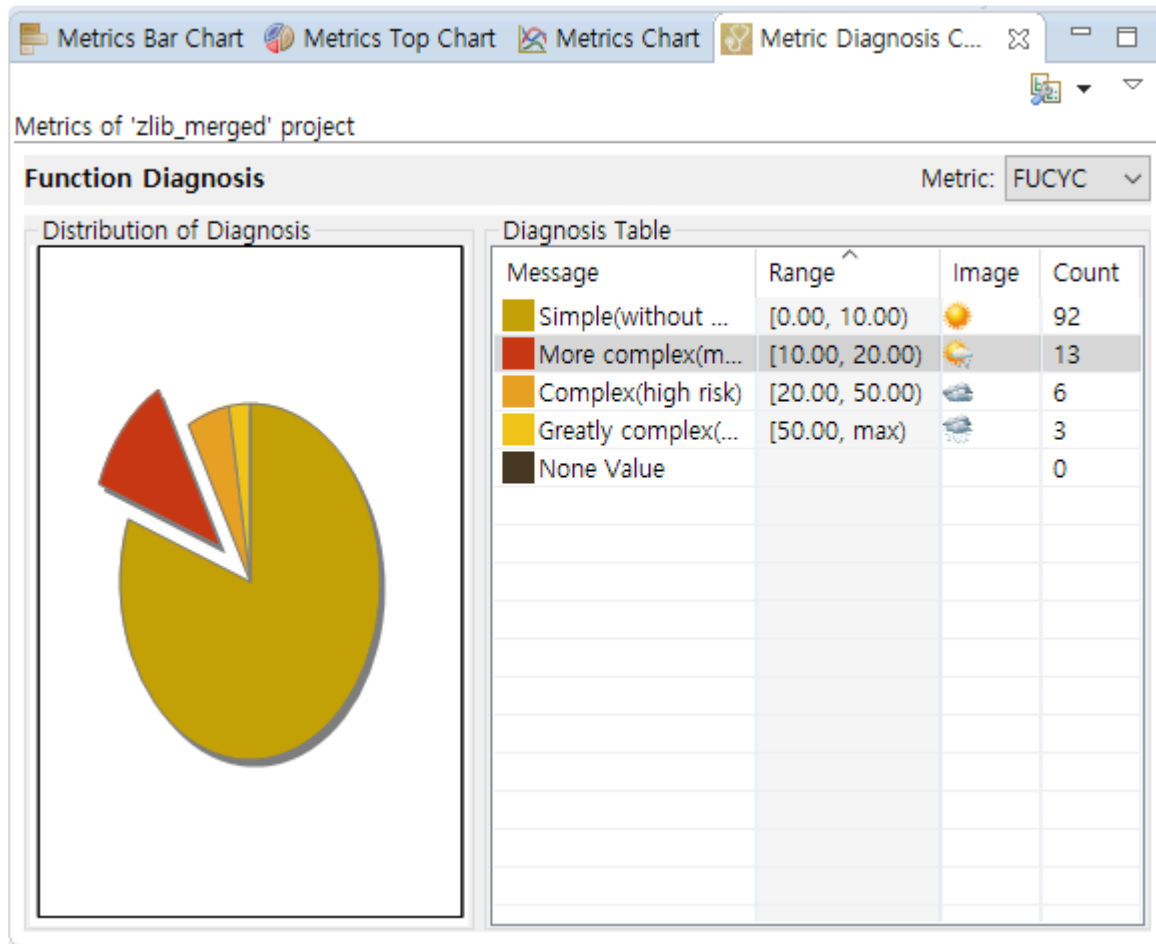 Metrics Bar Chart Metrics Top Chart Metrics Chart Metric Diagnosis C...
Metrics of 'zlib_merged' project
Function Diagnosis Metric: FUCYC
Distribution of Diagnosis
Diagnosis Table
Message Range Image Count
Simple(without ... [0.00, 10.00) 92
More complex(m... [10.00, 20.00) 13
Complex(high risk) [20.00, 50.00) 6
Greatly complex(... [50.00, max) 3
None Value 0